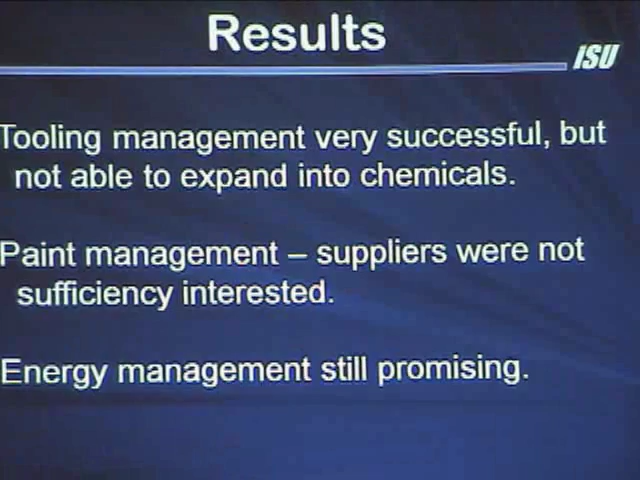 Results
ISU
Tooling management very successful, but
not able to expand into chemicals.
Paint management – suppliers were not
sufficiency interested.
Energy management still promising.